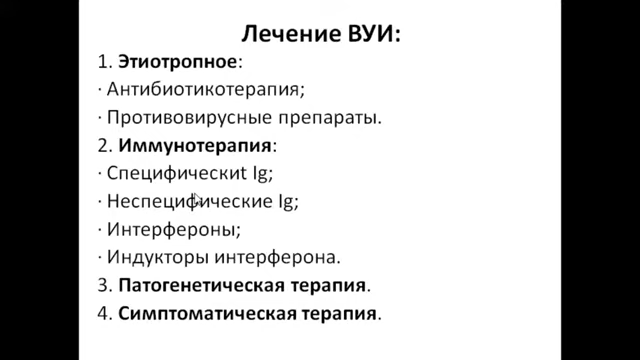 Лечение ВУИ:
1. Этиотропное:
· Антибиотикотерапия;
· Противовирусные препараты.
2. Иммунотерапия:
· Специфическиt Ig;
· Неспецифические Ig;
· Интерфероны;
· Индукторы интерферона.
3. Патогенетическая терапия.
4. Симптоматическая терапия.